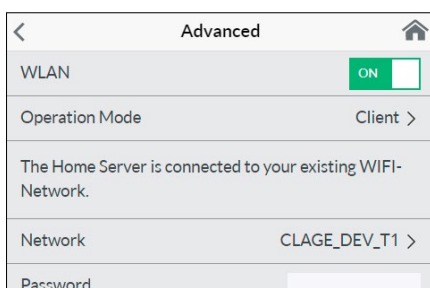 Advanced
WLAN ON
Operation Mode Client >
The Home Server is connected to your existing WIFI-
Network.
Network CLAGE_DEV_T1 >
Password